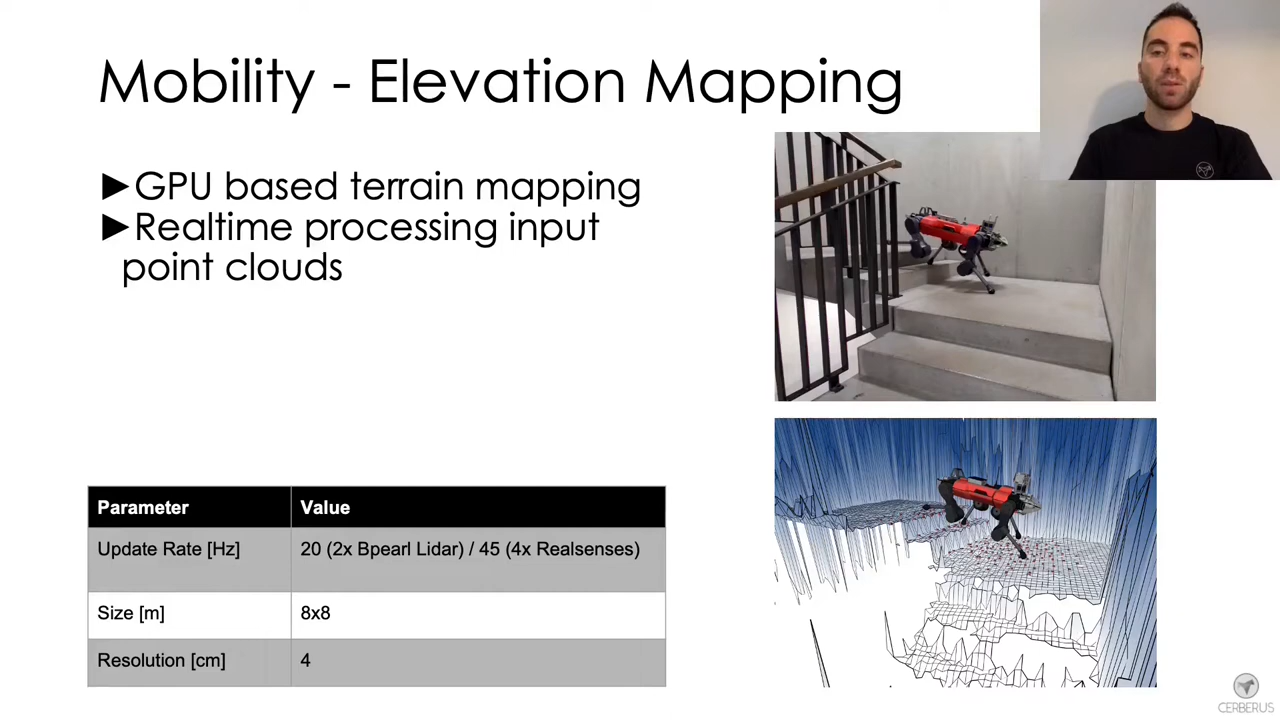 Mobility - Elevation Mapping
►GPU based terrain mapping
►Realtime processing input
point clouds
Parameter Value
Update Rate [Hz] 20 (2x Bpearl Lidar) / 45 (4x Realsenses)
Size [m] 8x8
Resolution [cm] 4
CERBERUS